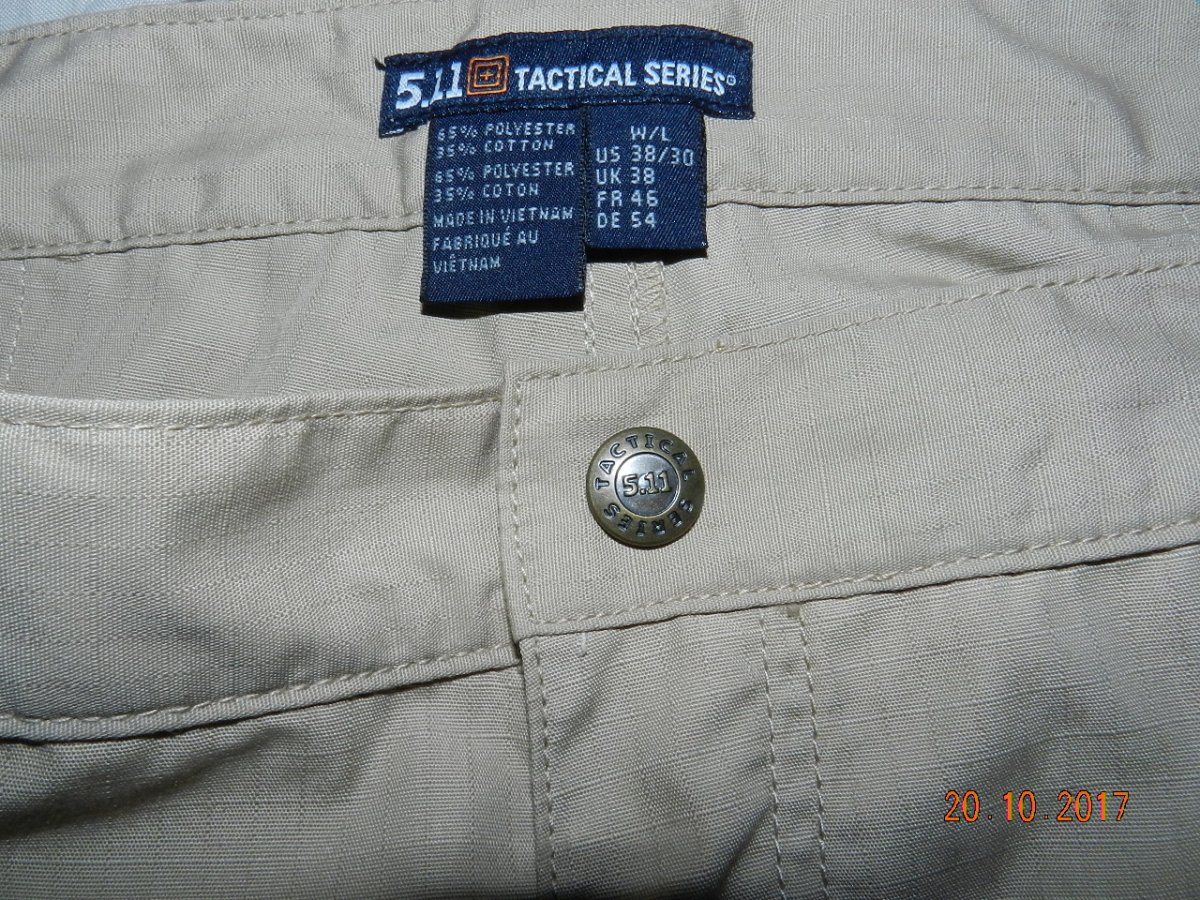 5.11 TACTICAL SERIES®
65% POLYESTER
35% COTTON
65% POLYESTER
35% COTON
MADE IN VIETNAM
FABRIQUÉ AU
VIÊTNAM
W/L
US 38/30
UK 38
FR 46
DE 54
TACTICAL
5.11
SERIES
20.10.2017